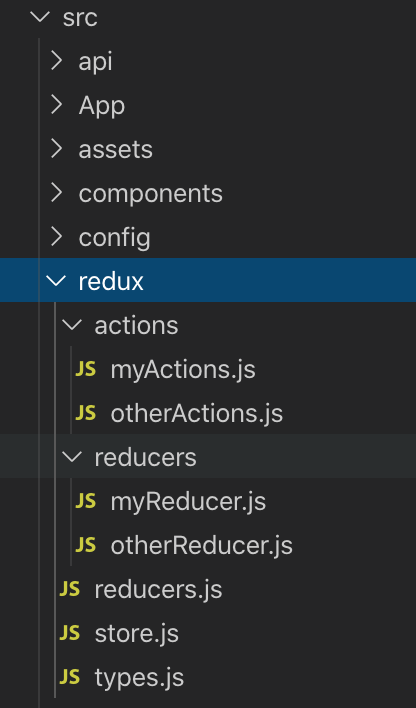 src
api
App
assets
components
config
redux
actions
JS myActions.js
JS otherActions.js
reducers
JS myReducer.js
JS otherReducer.js
JS reducers.js
JS store.js
JS types.js